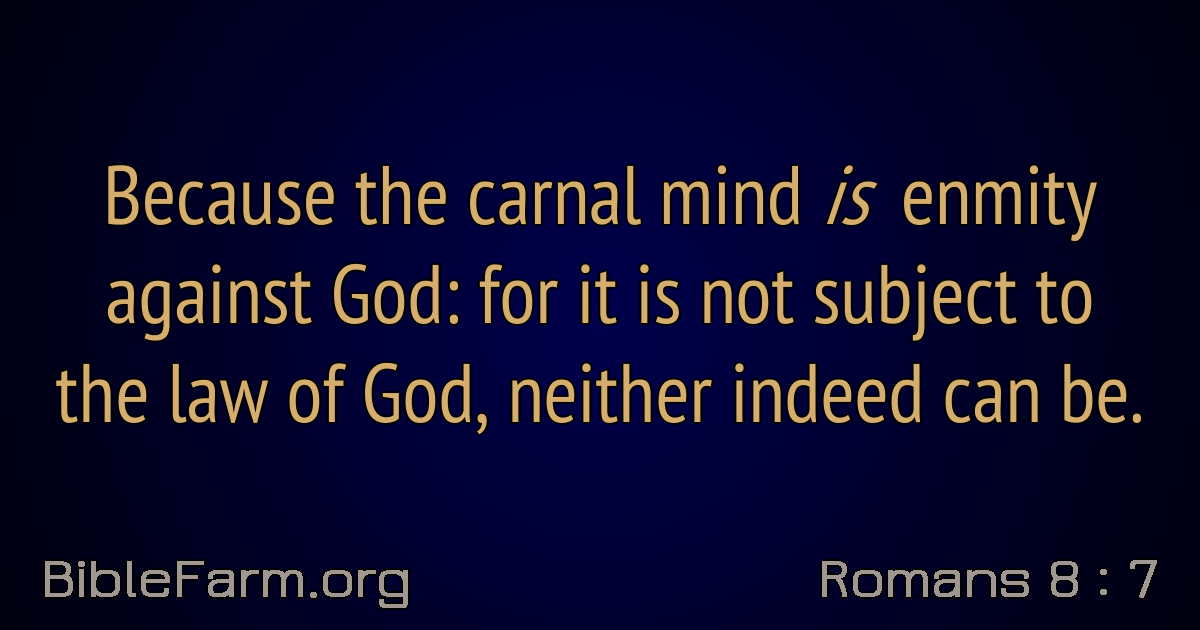 Because the carnal mind is enmity
against God: for it is not subject to
the law of God, neither indeed can be.
BibleFarm.org
Romans 8 : 7